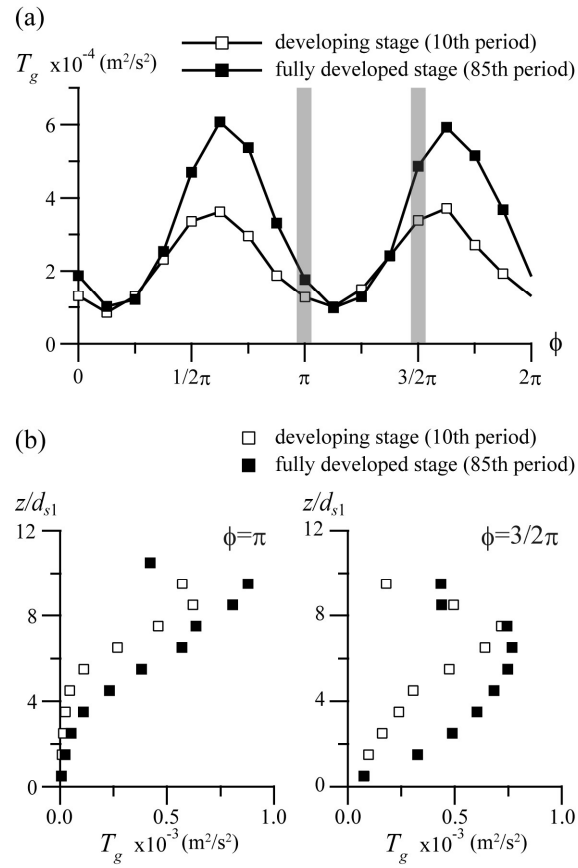 (a)
developing stage (10th period)
fully developed stage (85th period)
T_g x10⁻⁴ (m²/s²)
6
4
2
0
0 1/2π π 3/2π 2π
ϕ
(b)
developing stage (10th period)
fully developed stage (85th period)
z/d_s1 z/d_s1
12 12
ϕ=π ϕ=3/2π
8 8
4 4
0 0
0.0 0.5 1.0 0.0 0.5 1.0
T_g x10⁻³ (m²/s²) T_g x10⁻³ (m²/s²)